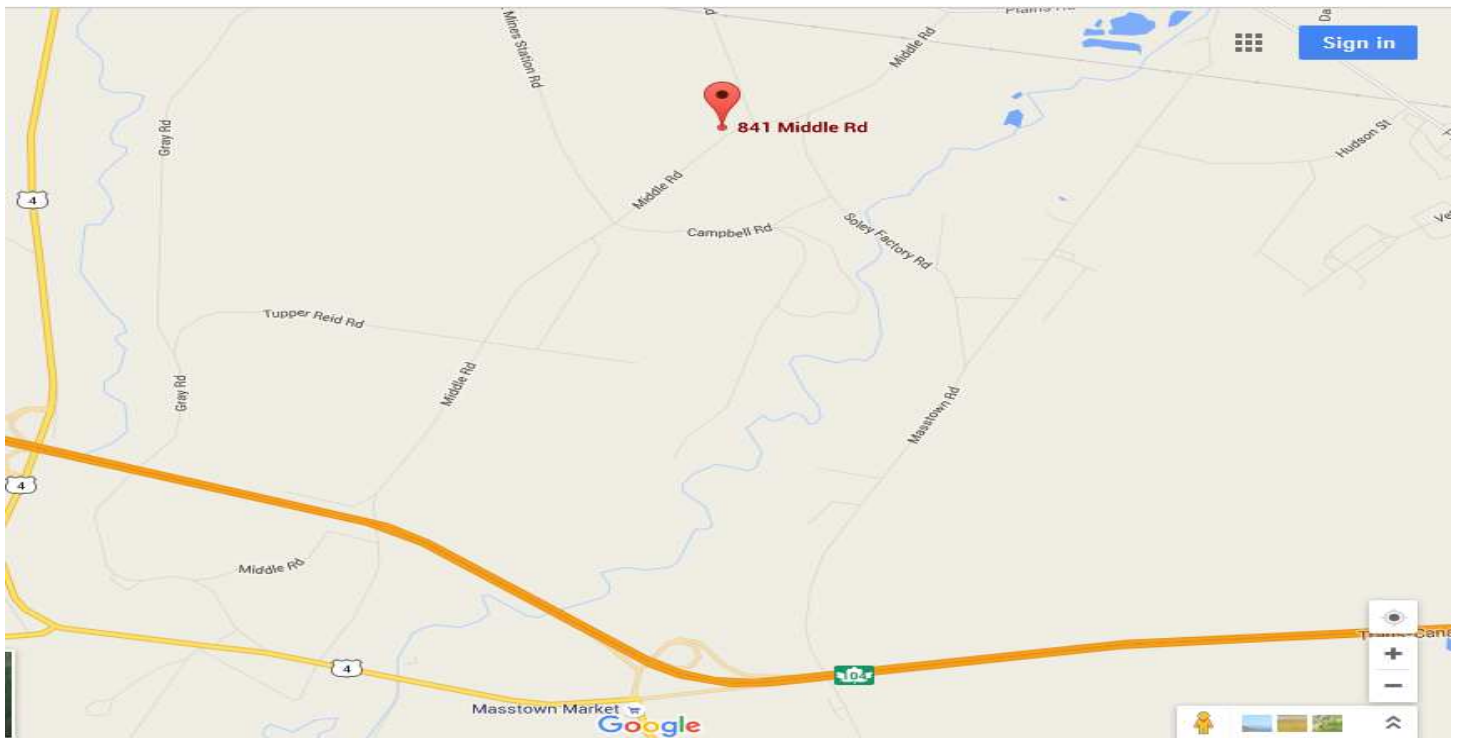 Plains Rd
Mines Station Rd
Middle Rd
Sign in
841 Middle Rd
Gray Rd
Hudson St
4
Middle Rd
Campbell Rd
Soley Factory Rd
Tupper Reid Rd
Middle Rd
Gray Rd
Masstown Rd
4
Middle Rd
4
104
Masstown Market
Google
+
−